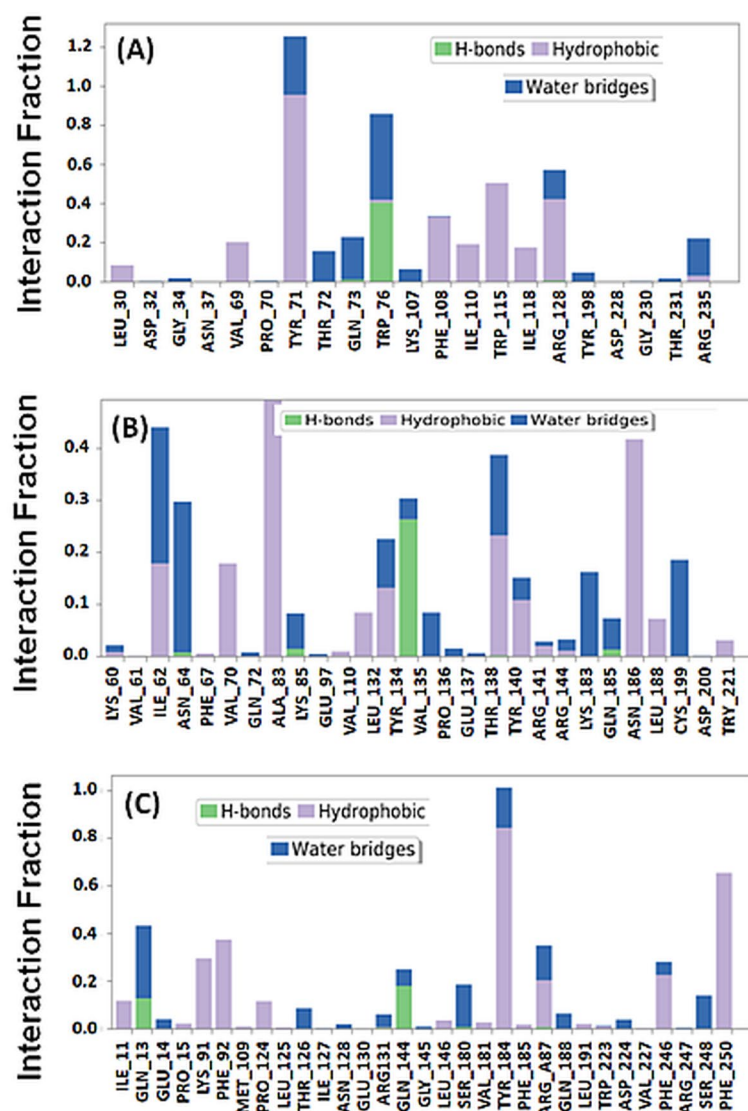 (A)
H-bonds Hydrophobic
Water bridges
Interaction Fraction
1.2
1.0
0.8
0.6
0.4
0.2
0.0
LEU_30 ASP_32 GLY_34 ASN_37 VAL_69 PRO_70 TYR_71 THR_72 GLN_73 TRP_76 LYS_107 PHE_108 ILE_110 TRP_115 ILE_118 ARG_128 TYR_198 ASP_228 GLY_230 THR_231 ARG_235
(B)
H-bonds Hydrophobic Water bridges
Interaction Fraction
0.4
0.3
0.2
0.1
0.0
LYS_60 VAL_61 ILE_62 ASN_64 PHE_67 VAL_70 GLN_72 ALA_83 LYS_85 GLU_97 VAL_110 LEU_132 TYR_134 VAL_135 PRO_136 GLU_137 THR_138 TYR_140 ARG_141 ARG_144 LYS_183 GLN_185 ASN_186 LEU_188 CYS_199 ASP_200 TRY_221
(C)
H-bonds Hydrophobic
Water bridges
Interaction Fraction
1.0
0.8
0.6
0.4
0.2
0.0
ILE_11 GLN_13 GLU_14 PRO_15 LYS_91 PHE_92 MET_109 PRO_124 LEU_125 THR_126 ILE_127 ASN_128 GLU_130 ARG131 GLN_144 GLY_145 LEU_146 SER_180 VAL_181 TYR_184 PHE_185 ARG_A87 GLN_188 LEU_191 TRP_223 ASP_224 VAL_227 PHE_246 ARG_247 SER_248 PHE_250